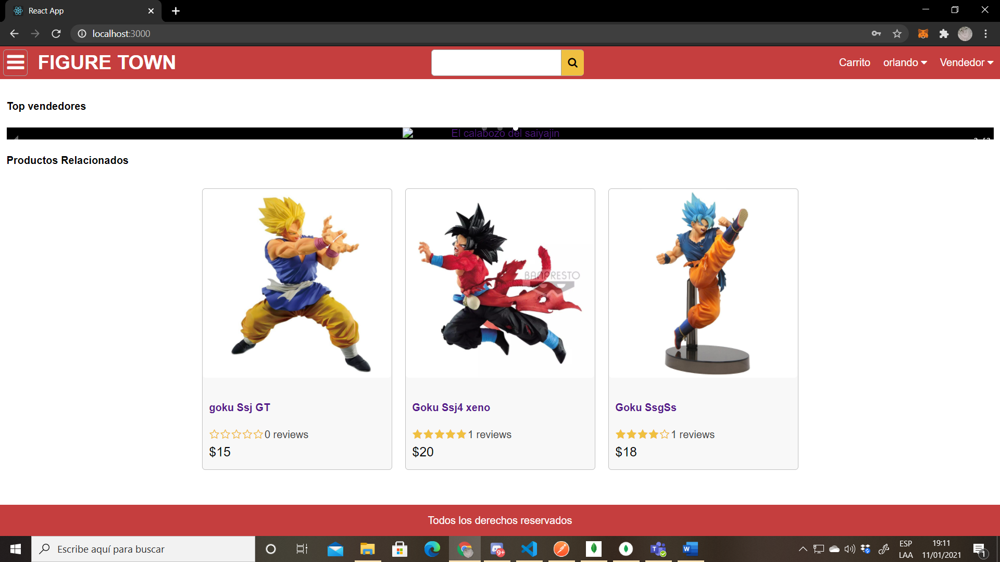 React App
localhost:3000
FIGURE TOWN
Carrito orlando Vendedor
Top vendedores
El calabozo del saiyajin
Productos Relacionados
BANPRESTO
goku Ssj GT
0 reviews
$15
Goku Ssj4 xeno
1 reviews
$20
Goku SsgSs
1 reviews
$18
Todos los derechos reservados
Escribe aquí para buscar
9+
ESP
LAA
19:11
11/01/2021
1